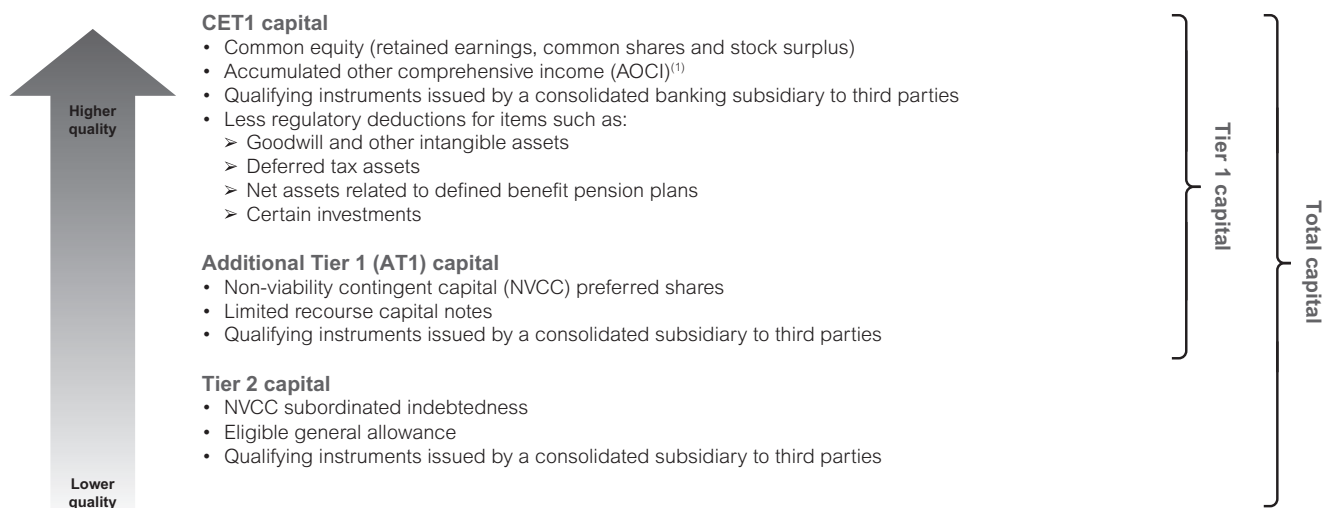 CET1 capital
• Common equity (retained earnings, common shares and stock surplus)
• Accumulated other comprehensive income (AOCI)(1)
• Qualifying instruments issued by a consolidated banking subsidiary to third parties
• Less regulatory deductions for items such as:
➢ Goodwill and other intangible assets
➢ Deferred tax assets
➢ Net assets related to defined benefit pension plans
➢ Certain investments
Additional Tier 1 (AT1) capital
• Non-viability contingent capital (NVCC) preferred shares
• Limited recourse capital notes
• Qualifying instruments issued by a consolidated subsidiary to third parties
Tier 2 capital
• NVCC subordinated indebtedness
• Eligible general allowance
• Qualifying instruments issued by a consolidated subsidiary to third parties
Higher
quality
Lower
quality
Tier 1 capital
Total capital